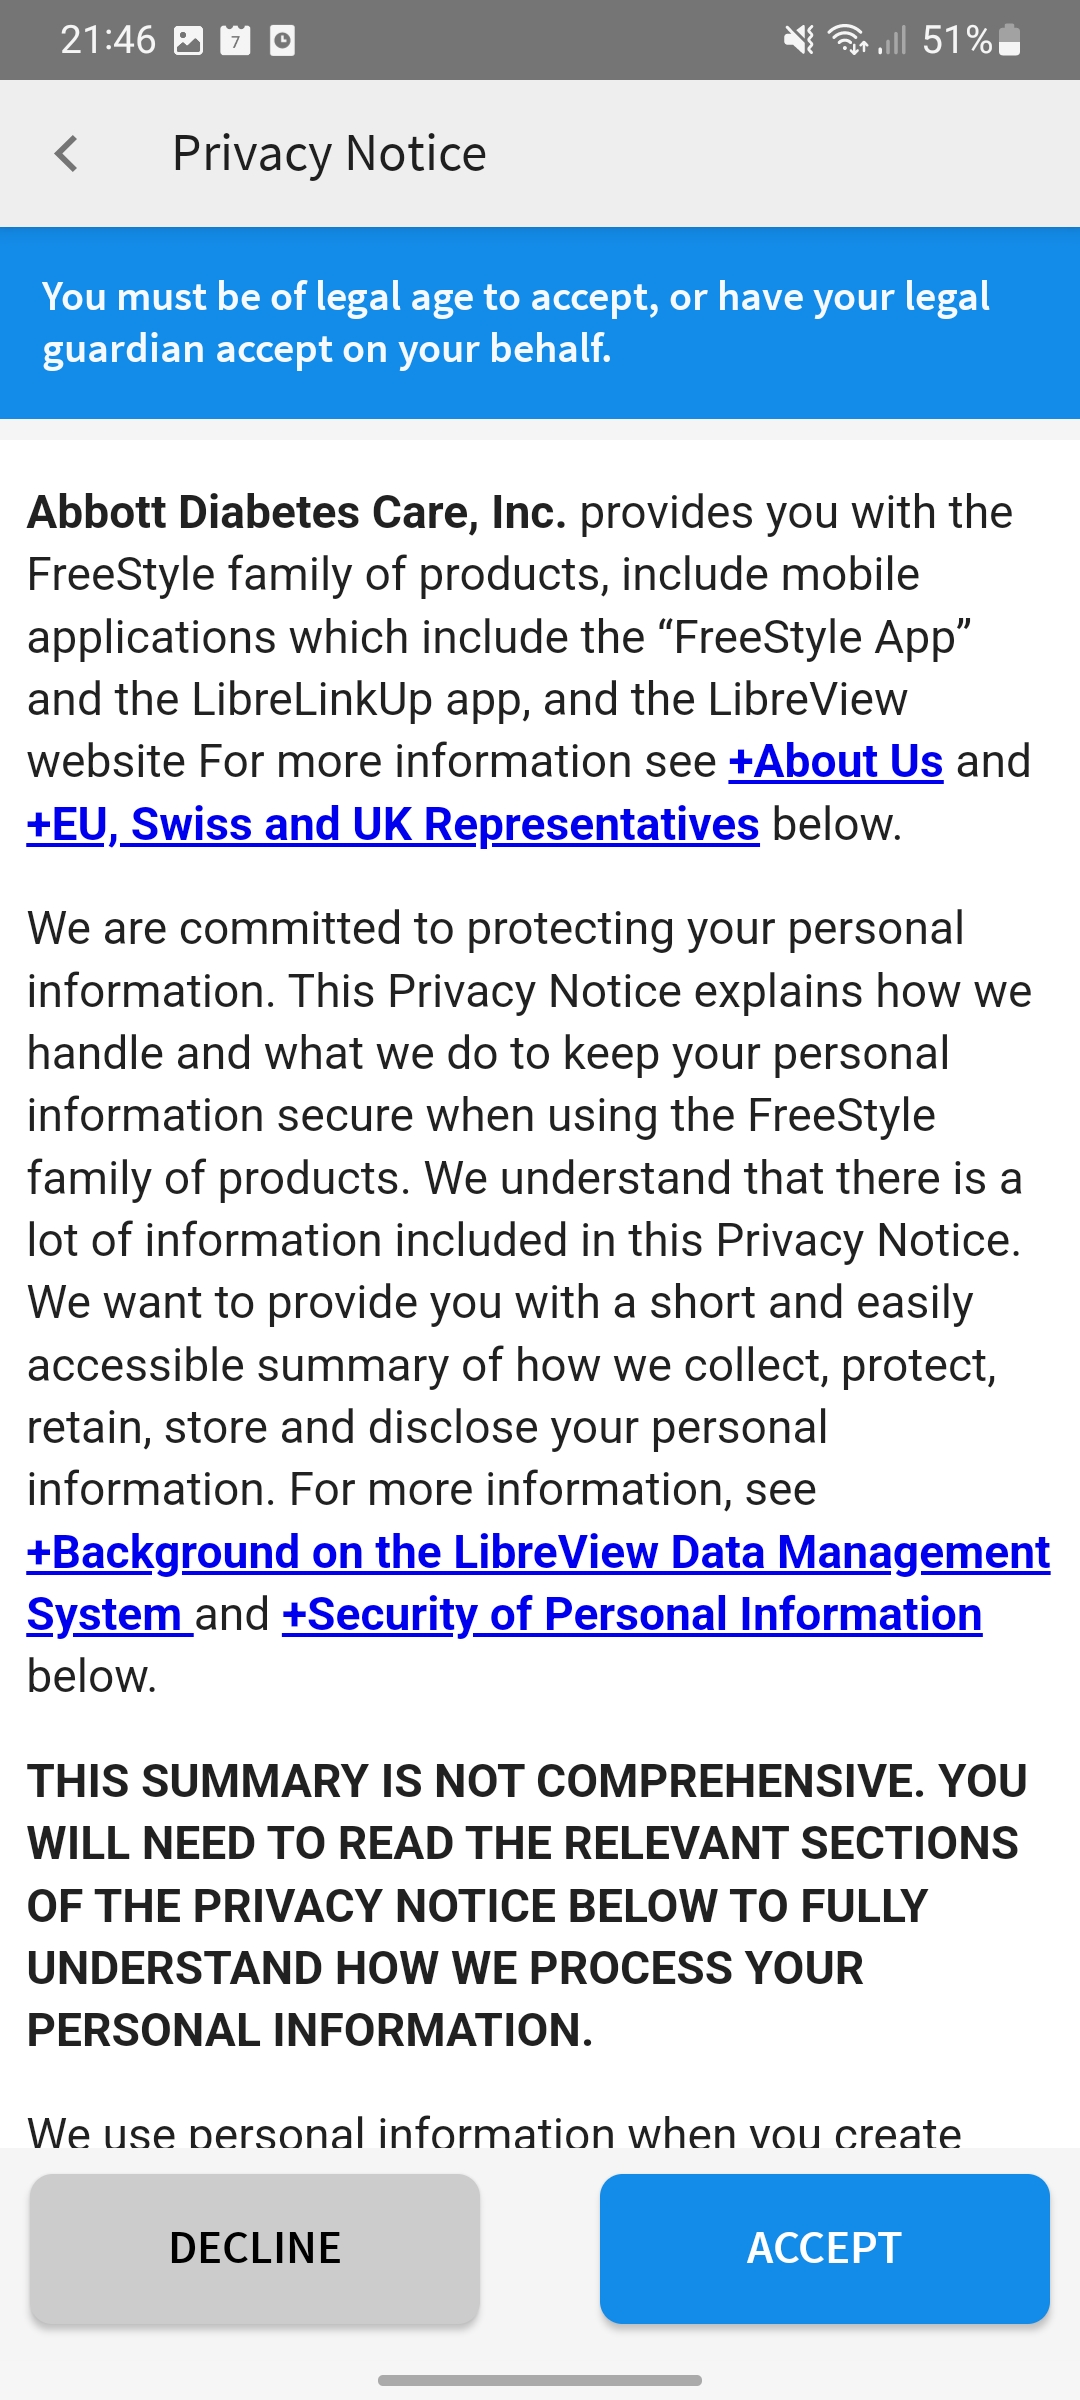 21:46
7
51%
Privacy Notice
You must be of legal age to accept, or have your legal
guardian accept on your behalf.
Abbott Diabetes Care, Inc. provides you with the
FreeStyle family of products, include mobile
applications which include the “FreeStyle App”
and the LibreLinkUp app, and the LibreView
website For more information see +About Us and
+EU, Swiss and UK Representatives below.
We are committed to protecting your personal
information. This Privacy Notice explains how we
handle and what we do to keep your personal
information secure when using the FreeStyle
family of products. We understand that there is a
lot of information included in this Privacy Notice.
We want to provide you with a short and easily
accessible summary of how we collect, protect,
retain, store and disclose your personal
information. For more information, see
+Background on the LibreView Data Management
System and +Security of Personal Information
below.
THIS SUMMARY IS NOT COMPREHENSIVE. YOU
WILL NEED TO READ THE RELEVANT SECTIONS
OF THE PRIVACY NOTICE BELOW TO FULLY
UNDERSTAND HOW WE PROCESS YOUR
PERSONAL INFORMATION.
We use personal information when you create
DECLINE
ACCEPT